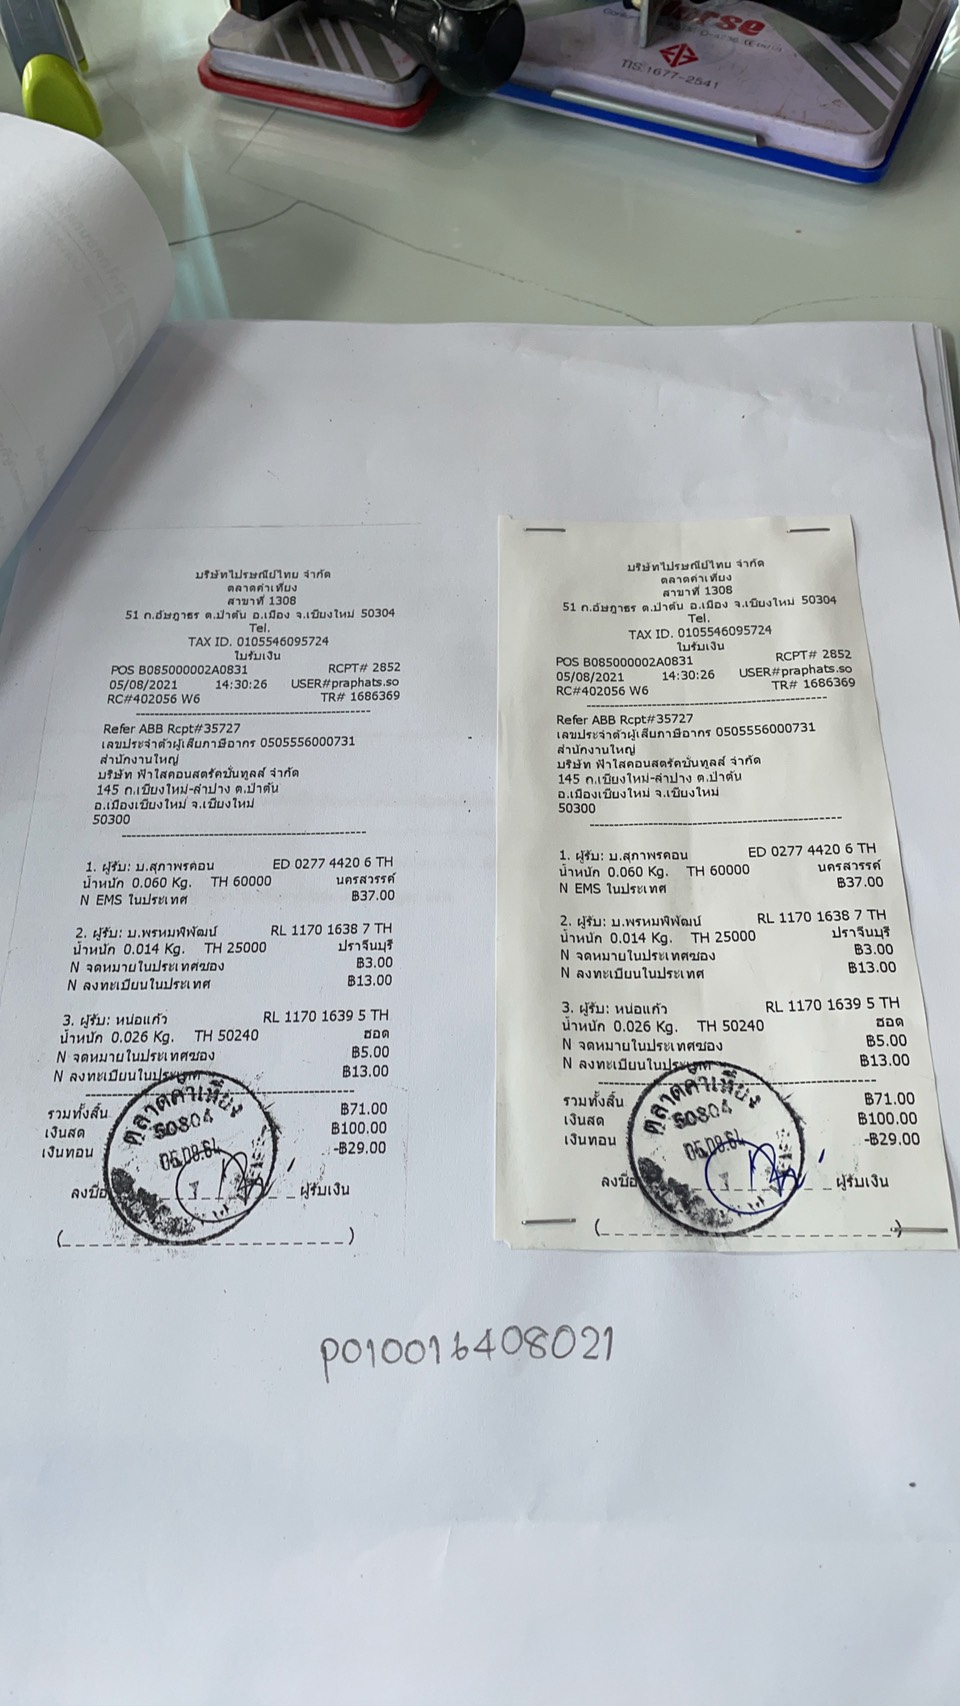 orse
TIS.1677-2541
บริษัทไปรษณีย์ไทย จำกัด
ตลาดคำเที่ยง
สาขาที่ 1308
51 ถ.อัษฎาธร ต.ป่าตัน อ.เมือง จ.เชียงใหม่ 50304
Tel.
TAX ID. 0105546095724
ใบรับเงิน
POS B085000002A0831 RCPT# 2852
05/08/2021 14:30:26 USER#praphats.so
RC#402056 W6 TR# 1686369
Refer ABB Rcpt#35727
เลขประจำตัวผู้เสียภาษีอากร 0505556000731
สำนักงานใหญ่
บริษัท ฟ้าใสคอนสตรัคชั่นทูลส์ จำกัด
145 ถ.เชียงใหม่-ลำปาง ต.ป่าตัน
อ.เมืองเชียงใหม่ จ.เชียงใหม่
50300
1. ผู้รับ: บ.สุภาพรคอน ED 0277 4420 6 TH
น้ำหนัก 0.060 Kg. TH 60000 นครสวรรค์
N EMS ในประเทศ ฿37.00
2. ผู้รับ: บ.พรหมพิพัฒน์ RL 1170 1638 7 TH
น้ำหนัก 0.014 Kg. TH 25000 ปราจีนบุรี
N จดหมายในประเทศซอง ฿3.00
N ลงทะเบียนในประเทศ ฿13.00
3. ผู้รับ: หน่อแก้ว RL 1170 1639 5 TH
น้ำหนัก 0.026 Kg. TH 50240 ฮอด
N จดหมายในประเทศซอง ฿5.00
N ลงทะเบียนในประเทศ ฿13.00
รวมทั้งสิ้น ฿71.00
เงินสด ฿100.00
เงินทอน -฿29.00
ตลาดคำเที่ยง
50304
05.08.64
ลงชื่อ ผู้รับเงิน
บริษัทไปรษณีย์ไทย จำกัด
ตลาดคำเที่ยง
สาขาที่ 1308
51 ถ.อัษฎาธร ต.ป่าตัน อ.เมือง จ.เชียงใหม่ 50304
Tel.
TAX ID. 0105546095724
ใบรับเงิน
POS B085000002A0831 RCPT# 2852
05/08/2021 14:30:26 USER#praphats.so
RC#402056 W6 TR# 1686369
Refer ABB Rcpt#35727
เลขประจำตัวผู้เสียภาษีอากร 0505556000731
สำนักงานใหญ่
บริษัท ฟ้าใสคอนสตรัคชั่นทูลส์ จำกัด
145 ถ.เชียงใหม่-ลำปาง ต.ป่าตัน
อ.เมืองเชียงใหม่ จ.เชียงใหม่
50300
1. ผู้รับ: บ.สุภาพรคอน ED 0277 4420 6 TH
น้ำหนัก 0.060 Kg. TH 60000 นครสวรรค์
N EMS ในประเทศ ฿37.00
2. ผู้รับ: บ.พรหมพิพัฒน์ RL 1170 1638 7 TH
น้ำหนัก 0.014 Kg. TH 25000 ปราจีนบุรี
N จดหมายในประเทศซอง ฿3.00
N ลงทะเบียนในประเทศ ฿13.00
3. ผู้รับ: หน่อแก้ว RL 1170 1639 5 TH
น้ำหนัก 0.026 Kg. TH 50240 ฮอด
N จดหมายในประเทศซอง ฿5.00
N ลงทะเบียนในประเทศ ฿13.00
รวมทั้งสิ้น ฿71.00
เงินสด ฿100.00
เงินทอน -฿29.00
ตลาดคำเที่ยง
50304
05.08.64
ลงชื่อ ผู้รับเงิน
P010016408021